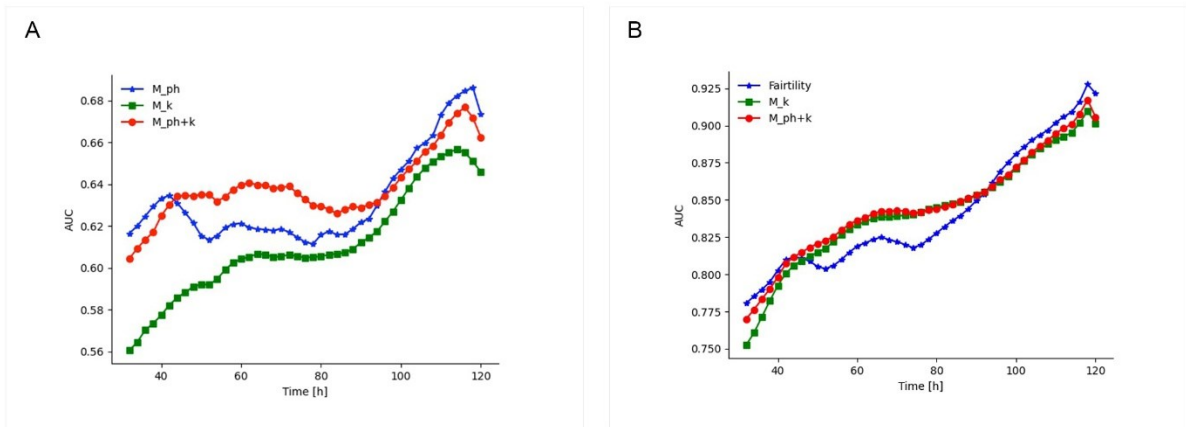 A
M_ph
M_k
M_ph+k
AUC
0.68
0.66
0.64
0.62
0.60
0.58
0.56
40 60 80 100 120
Time [h]
B
Fairtility
M_k
M_ph+k
AUC
0.925
0.900
0.875
0.850
0.825
0.800
0.775
0.750
40 60 80 100 120
Time [h]